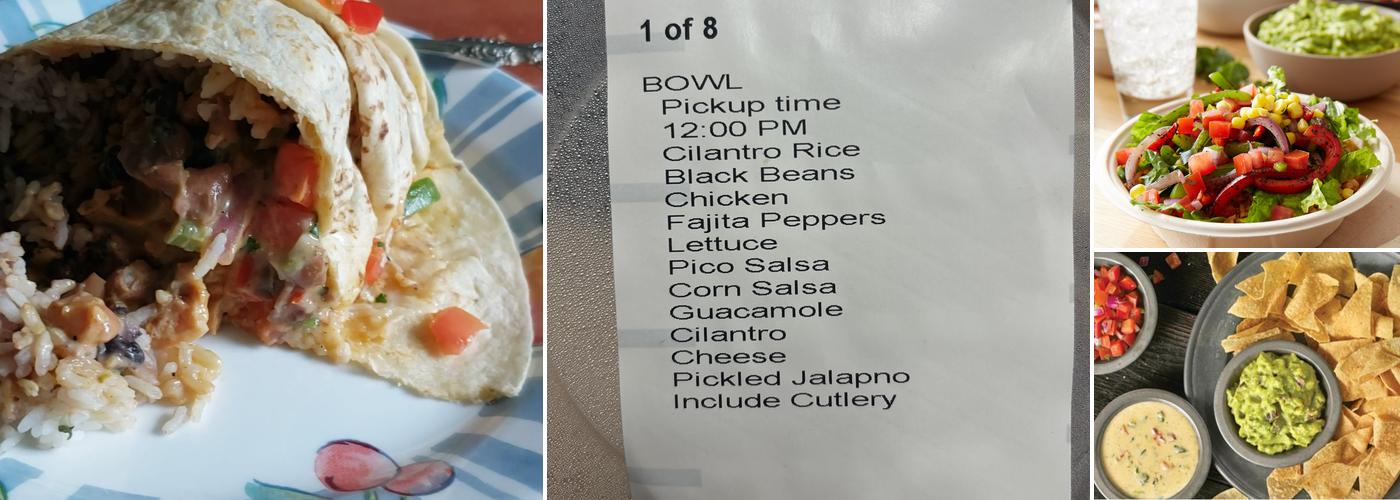 1 of 8
BOWL
Pickup time
12:00 PM
Cilantro Rice
Black Beans
Chicken
Fajita Peppers
Lettuce
Pico Salsa
Corn Salsa
Guacamole
Cilantro
Cheese
Pickled Jalapno
Include Cutlery